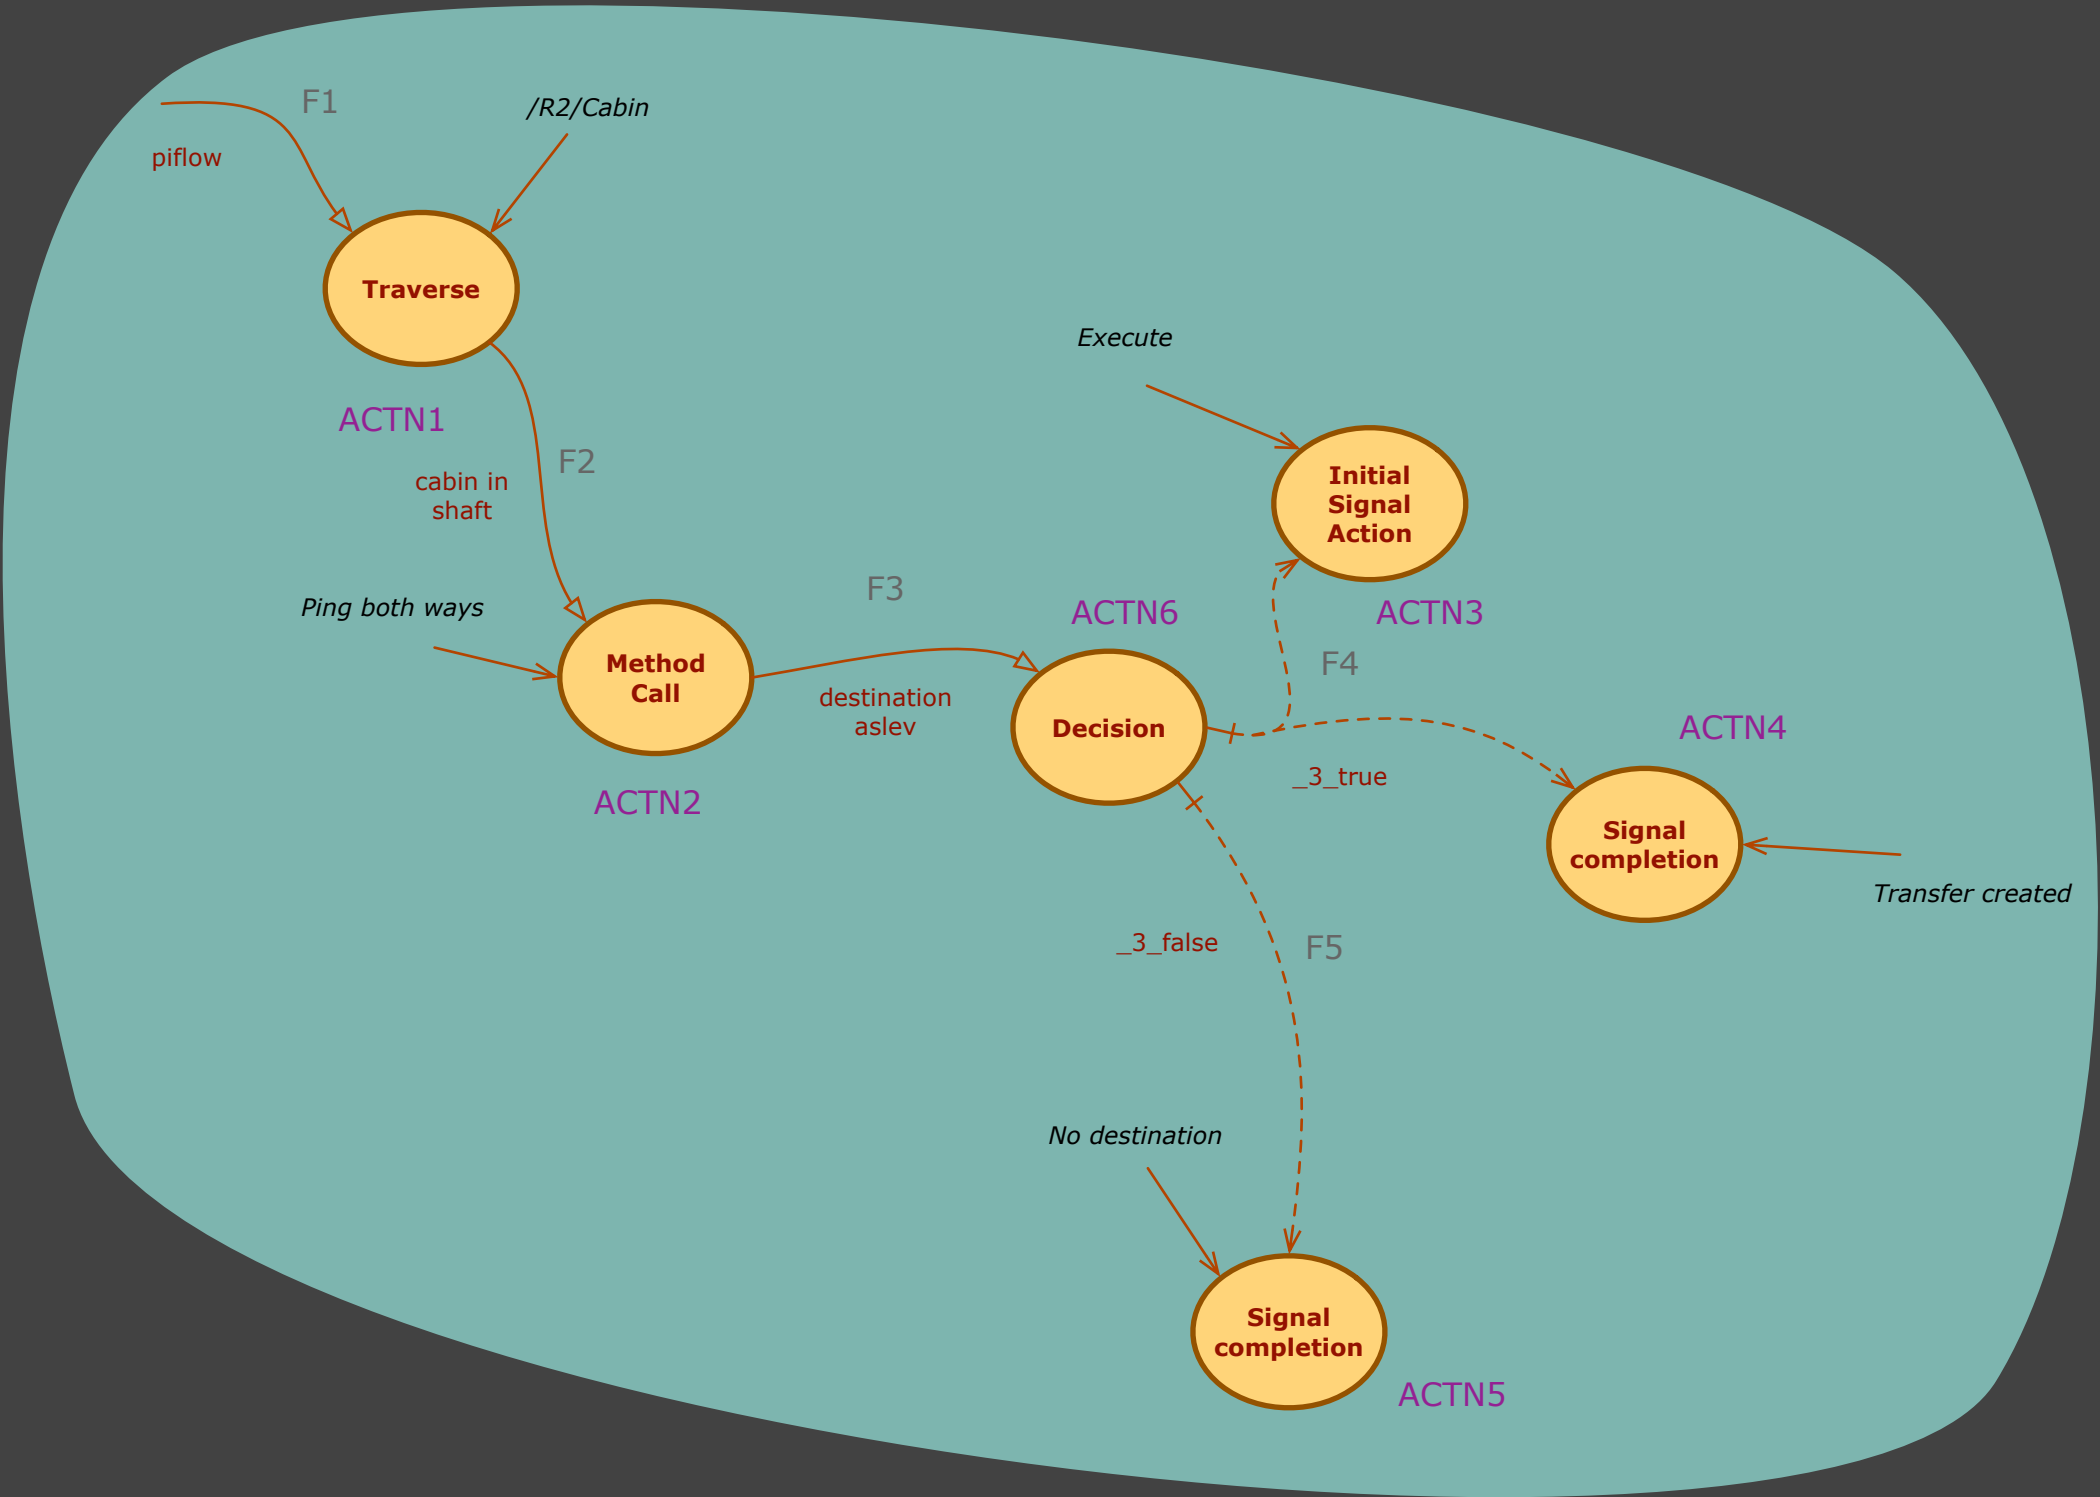 F1
/R2/Cabin
piflow
Traverse
Execute
ACTN1
F2
cabin in
shaft
Initial
Signal
Action
Ping both ways
F3
ACTN6
ACTN3
Method
Call
F4
destination
aslev
Decision
ACTN4
_3_true
ACTN2
Signal
completion
Transfer created
_3_false
F5
No destination
Signal
completion
ACTN5